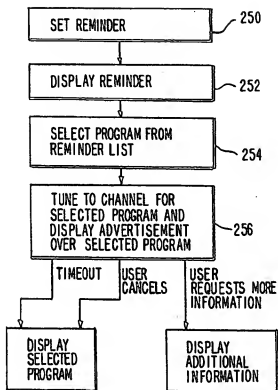 SET REMINDER
250
DISPLAY REMINDER
252
SELECT PROGRAM FROM
REMINDER LIST
254
TUNE TO CHANNEL FOR
SELECTED PROGRAM AND
DISPLAY ADVERTISEMENT
OVER SELECTED PROGRAM
256
TIMEOUT
USER
CANCELS
USER
REQUESTS MORE
INFORMATION
DISPLAY
SELECTED
PROGRAM
DISPLAY
ADDITIONAL
INFORMATION